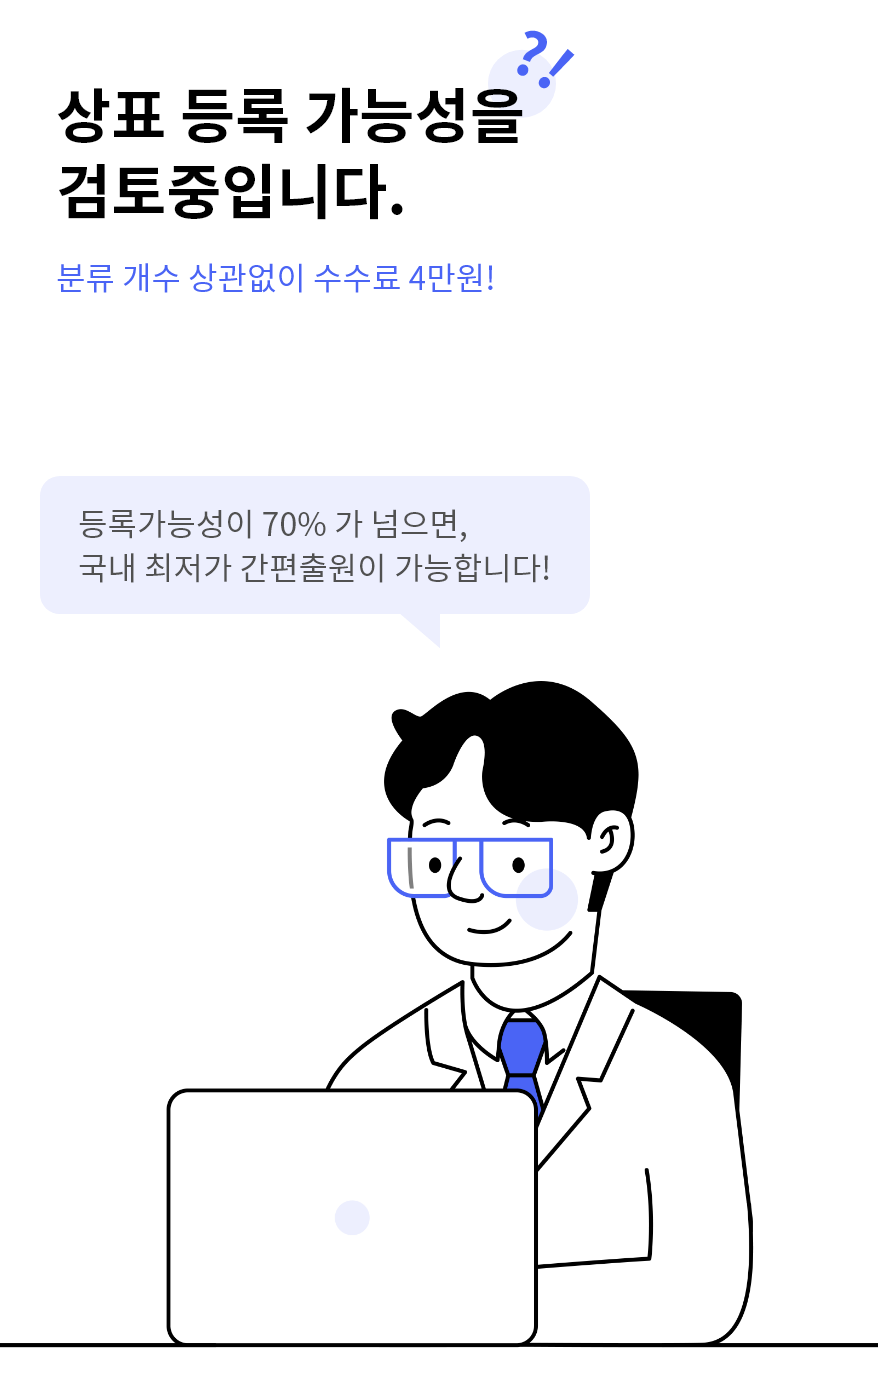 ?!
상표 등록 가능성을
검토중입니다.
분류 개수 상관없이 수수료 4만원!
등록가능성이 70% 가 넘으면,
국내 최저가 간편출원이 가능합니다!